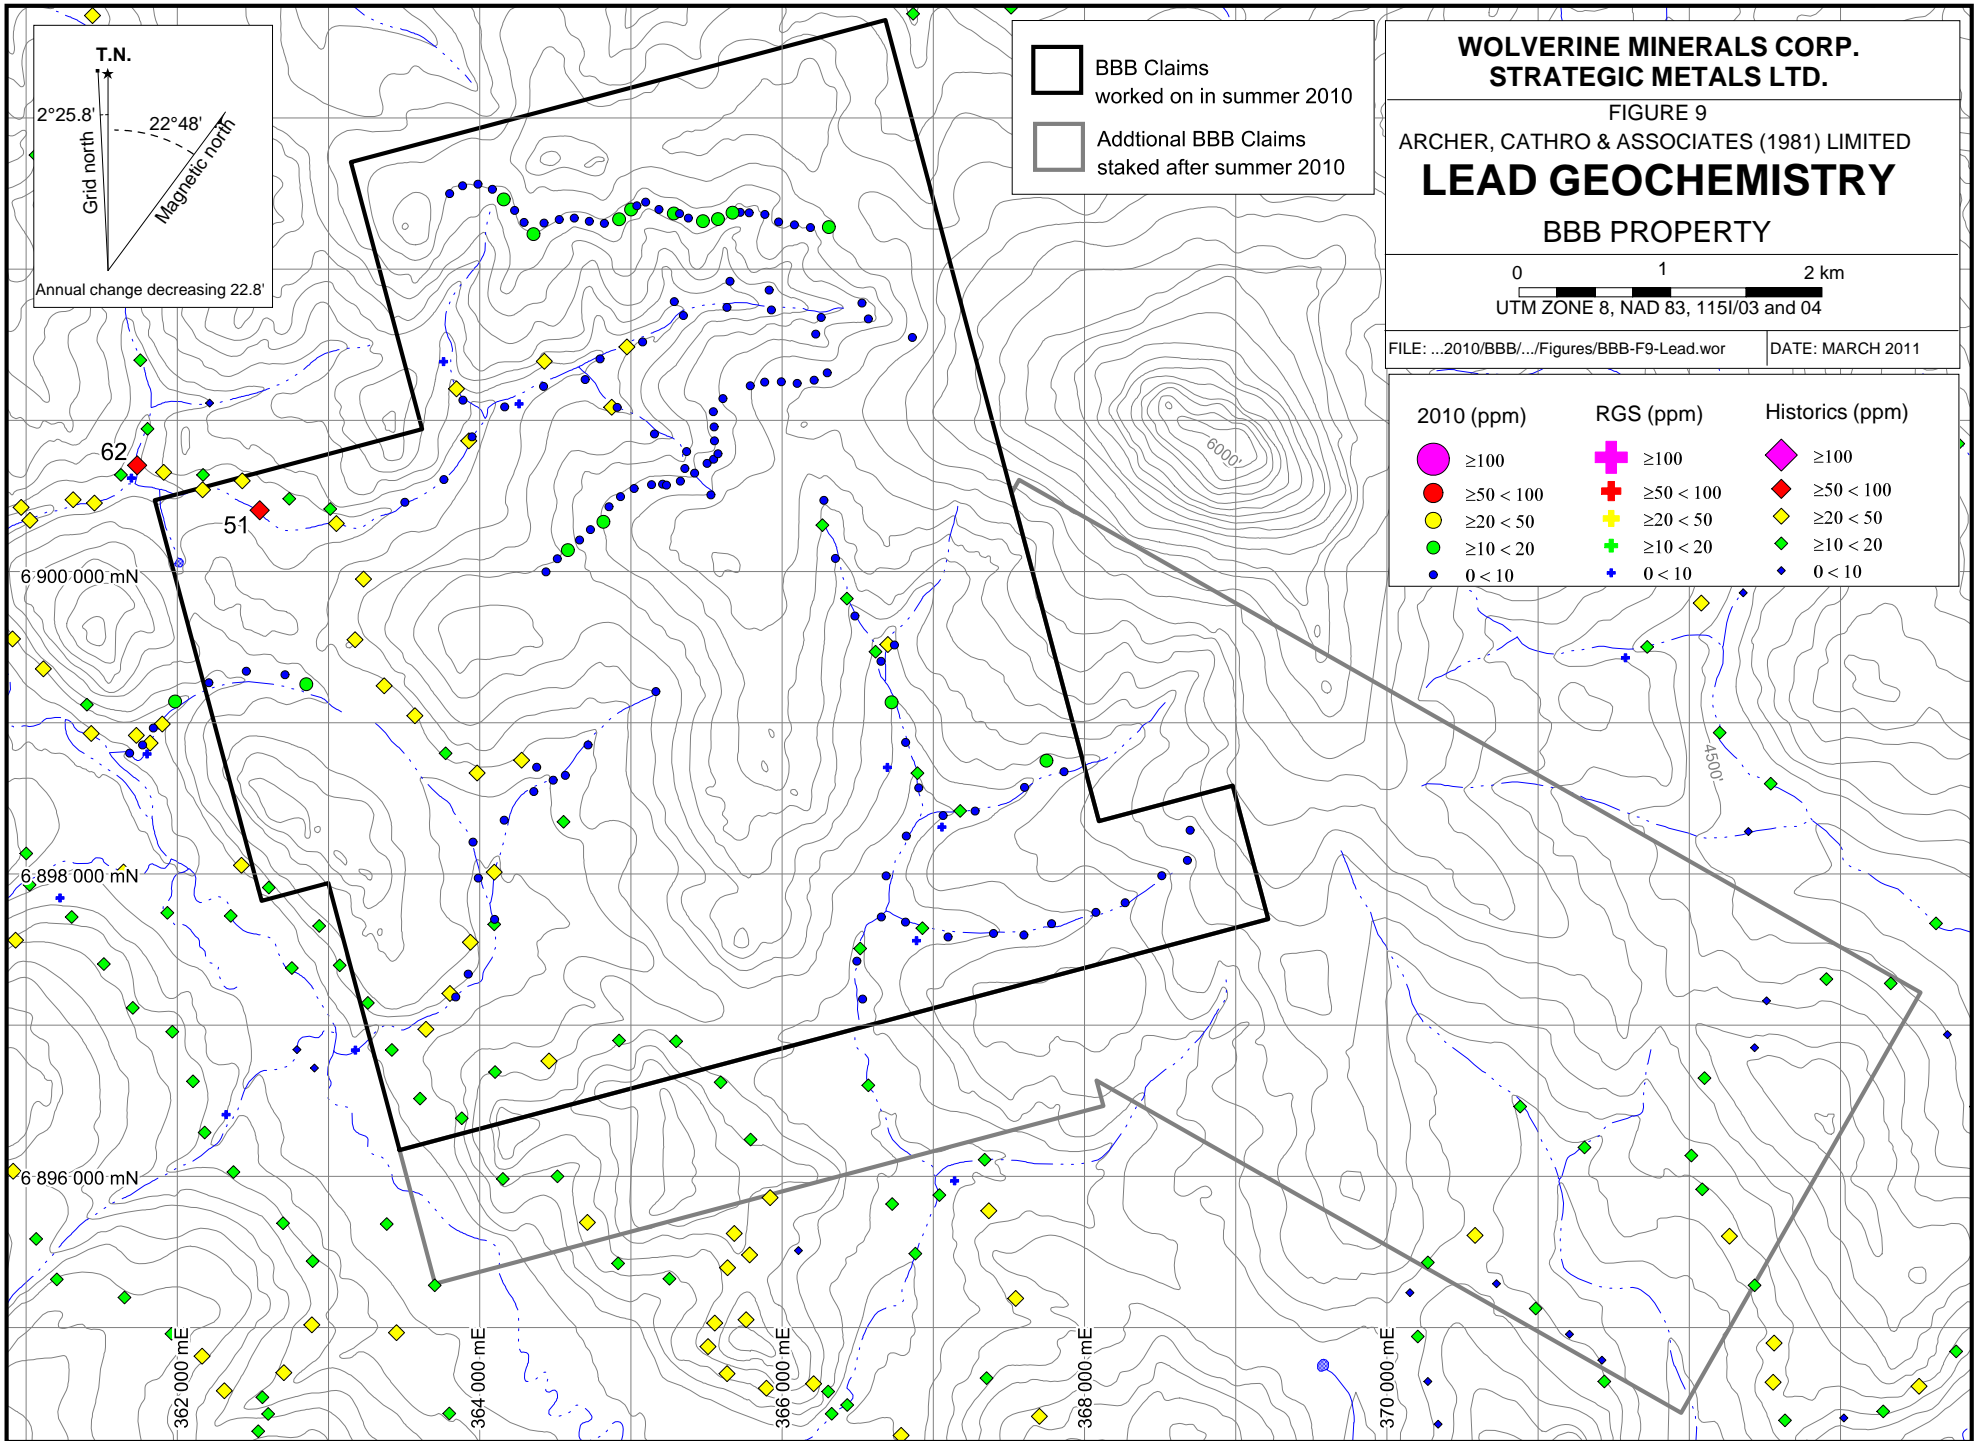 T.N.
2°25.8'
22°48'
Grid north
Magnetic north
Annual change decreasing 22.8'
BBB Claims
worked on in summer 2010
Addtional BBB Claims
staked after summer 2010
WOLVERINE MINERALS CORP.
STRATEGIC METALS LTD.
FIGURE 9
ARCHER, CATHRO & ASSOCIATES (1981) LIMITED
LEAD GEOCHEMISTRY
BBB PROPERTY
0 1 2 km
UTM ZONE 8, NAD 83, 115I/03 and 04
FILE: ...2010/BBB/.../Figures/BBB-F9-Lead.wor
DATE: MARCH 2011
2010 (ppm) RGS (ppm) Historics (ppm)
≥100 ≥100 ≥100
≥50 < 100 ≥50 < 100 ≥50 < 100
≥20 < 50 ≥20 < 50 ≥20 < 50
≥10 < 20 ≥10 < 20 ≥10 < 20
0 < 10 0 < 10 0 < 10
62
51
6000'
4500'
6 900 000 mN
6 898 000 mN
6 896 000 mN
362 000 mE
364 000 mE
366 000 mE
368 000 mE
370 000 mE